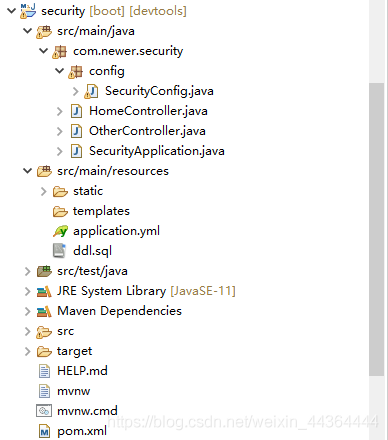 security [boot] [devtools]
src/main/java
com.newer.security
config
SecurityConfig.java
HomeController.java
OtherController.java
SecurityApplication.java
src/main/resources
static
templates
application.yml
ddl.sql
src/test/java
JRE System Library [JavaSE-11]
Maven Dependencies
src
target
HELP.md
mvnw
mvnw.cmd
https://blog.csdn.net/weixin_44364444
pom.xml